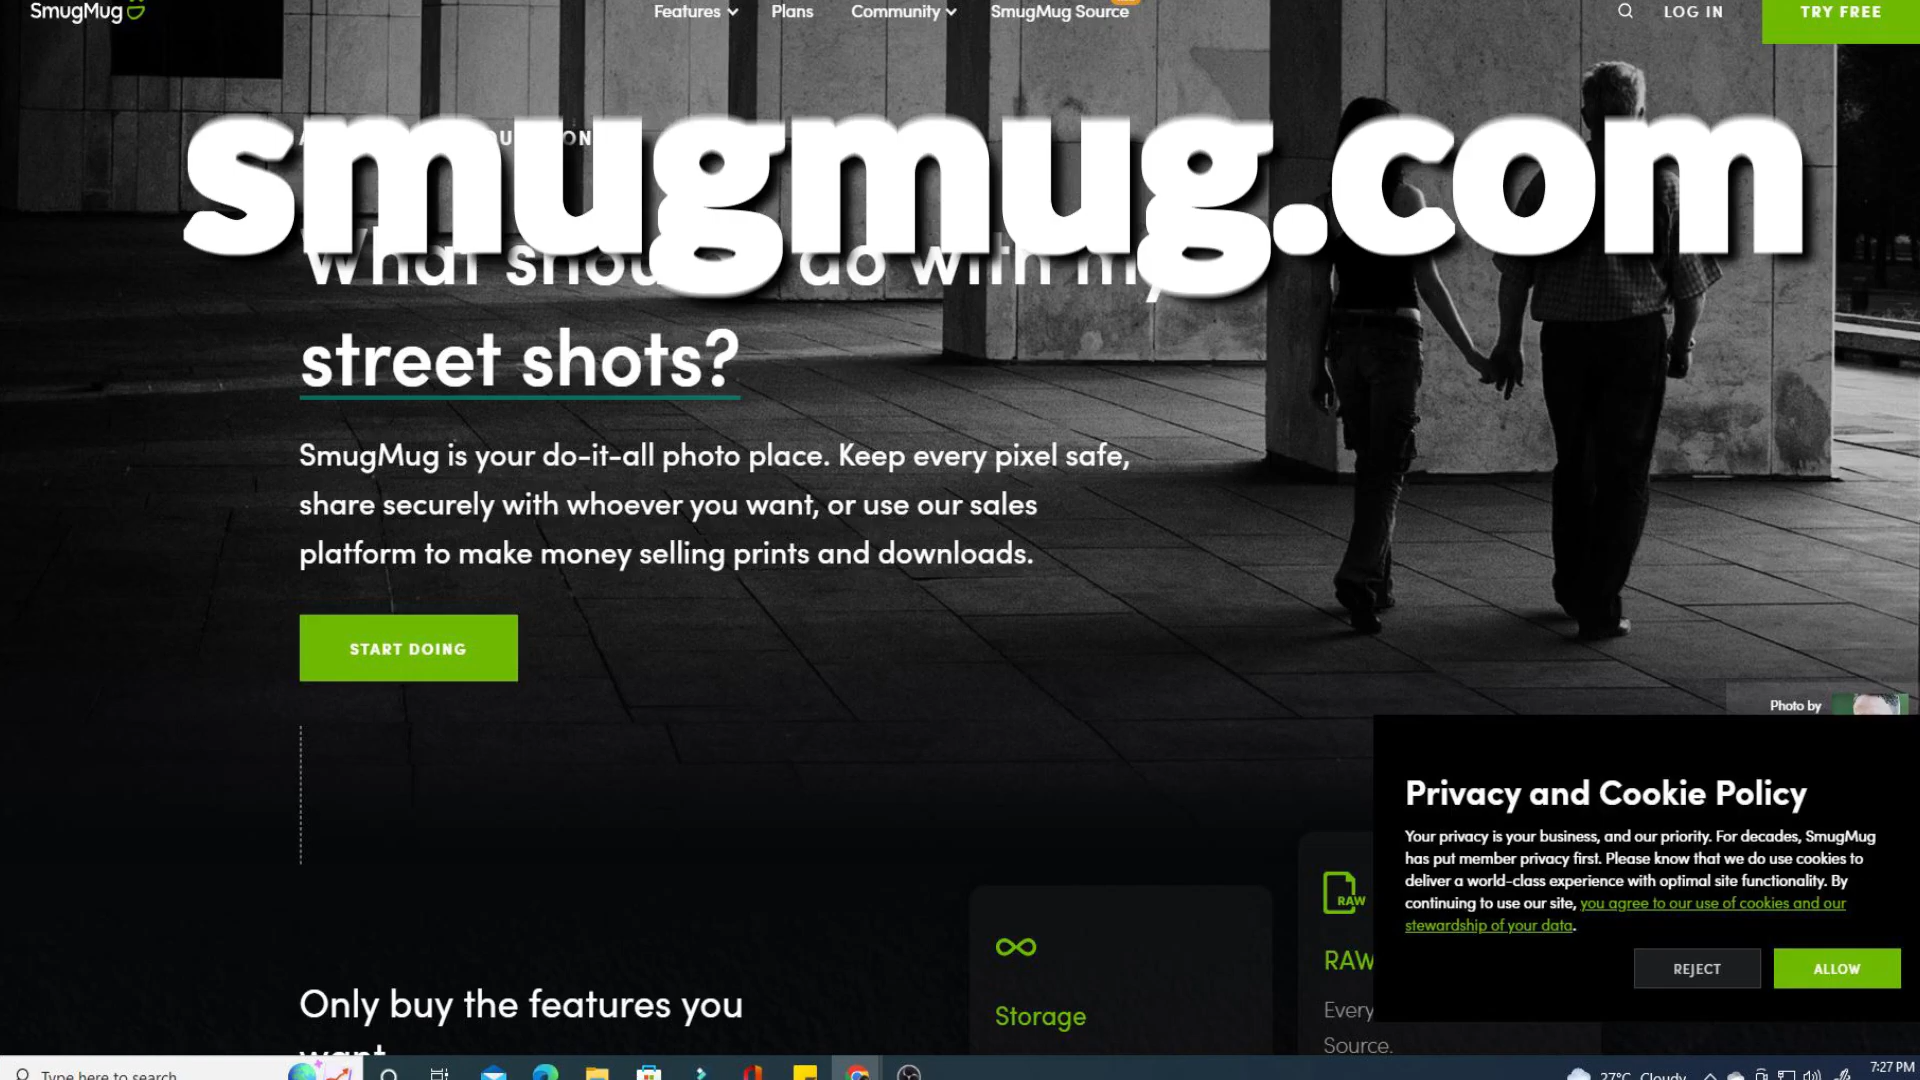 SmugMug
Features Plans Community SmugMug Source LOG IN TRY FREE
smugmug.com
What should do with my
street shots?
SmugMug is your do-it-all photo place. Keep every pixel safe,
share securely with whoever you want, or use our sales
platform to make money selling prints and downloads.
START DOING
Photo by
Privacy and Cookie Policy
Your privacy is your business, and our priority. For decades, SmugMug
has put member privacy first. Please know that we do use cookies to
deliver a world-class experience with optimal site functionality. By
continuing to use our site, you agree to our use of cookies and our
stewardship of your data.
REJECT ALLOW
RAW
RAW
Every
Source.
Storage
Only buy the features you
want
Type here to search
27°C Cloudy
7:27 PM